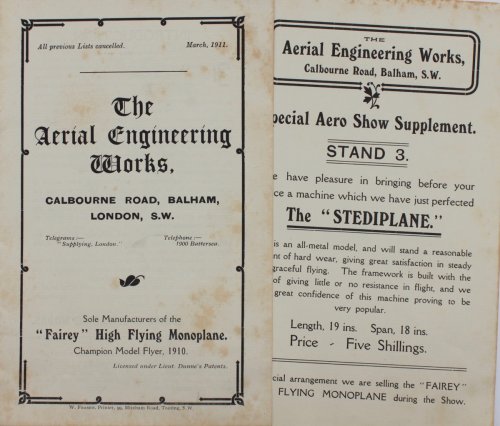 All previous Lists cancelled. March, 1911.
The
Aerial Engineering
Works,
CALBOURNE ROAD, BALHAM,
LONDON, S.W.
Telegrams:— Telephone:—
"Supplying, London." 1900 Battersea.
Sole Manufacturers of the
"Fairey" High Flying Monoplane.
Champion Model Flyer, 1910.
Licensed under Lieut. Dunne's Patents.
W. Fraser, Printer, 99, Mitcham Road, Tooting, S.W.
THE
Aerial Engineering Works,
Calbourne Road, Balham, S.W.
pecial Aero Show Supplement.
STAND 3.
e have pleasure in bringing before your
ce a machine which we have just perfected
The "STEDIPLANE."
is an all-metal model, and will stand a reasonable
nt of hard wear, giving great satisfaction in steady
graceful flying. The framework is built with the
of giving little or no resistance in flight, and we
great confidence of this machine proving to be
very popular.
Length, 19 ins. Span, 18 ins.
Price - Five Shillings.
cial arrangement we are selling the "FAIREY"
FLYING MONOPLANE during the Show.